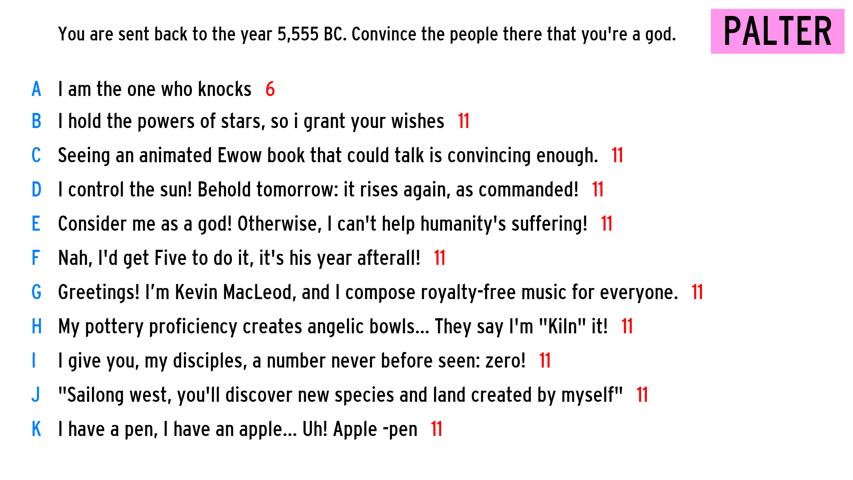 You are sent back to the year 5,555 BC. Convince the people there that you're a god.
PALTER
A I am the one who knocks 6
B I hold the powers of stars, so i grant your wishes 11
C Seeing an animated Ewow book that could talk is convincing enough. 11
D I control the sun! Behold tomorrow: it rises again, as commanded! 11
E Consider me as a god! Otherwise, I can't help humanity's suffering! 11
F Nah, I'd get Five to do it, it's his year afterall! 11
G Greetings! I’m Kevin MacLeod, and I compose royalty-free music for everyone. 11
H My pottery proficiency creates angelic bowls... They say I'm "Kiln" it! 11
I I give you, my disciples, a number never before seen: zero! 11
J "Sailong west, you'll discover new species and land created by myself" 11
K I have a pen, I have an apple... Uh! Apple -pen 11